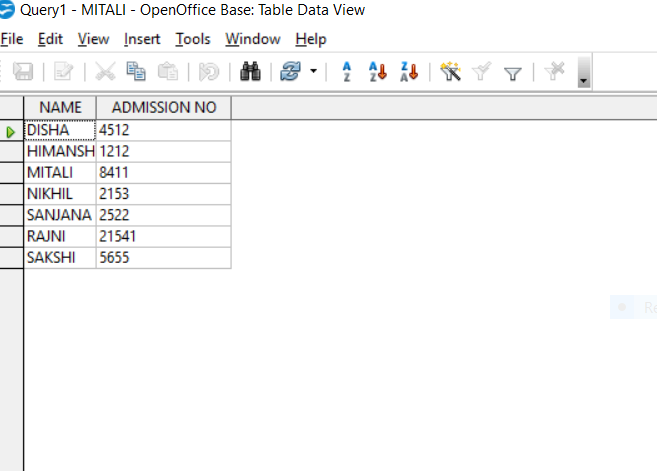 Query1 - MITALI - OpenOffice Base: Table Data View
File Edit View Insert Tools Window Help
NAME ADMISSION NO
DISHA 4512
HIMANSH 1212
MITALI 8411
NIKHIL 2153
SANJANA 2522
RAJNI 21541
SAKSHI 5655